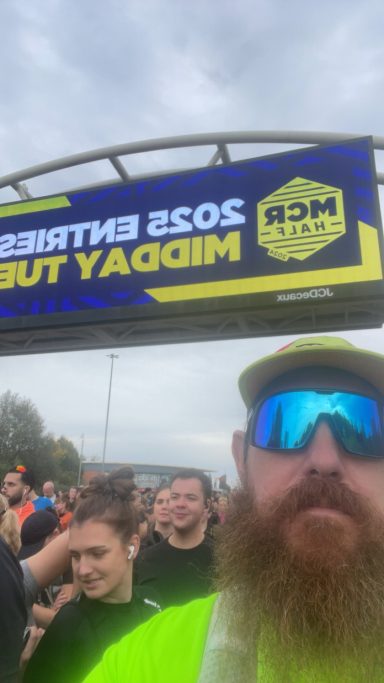 2025 ENTRIES
MIDDAY TUE
MCR
HALF
2024
JCDecaux